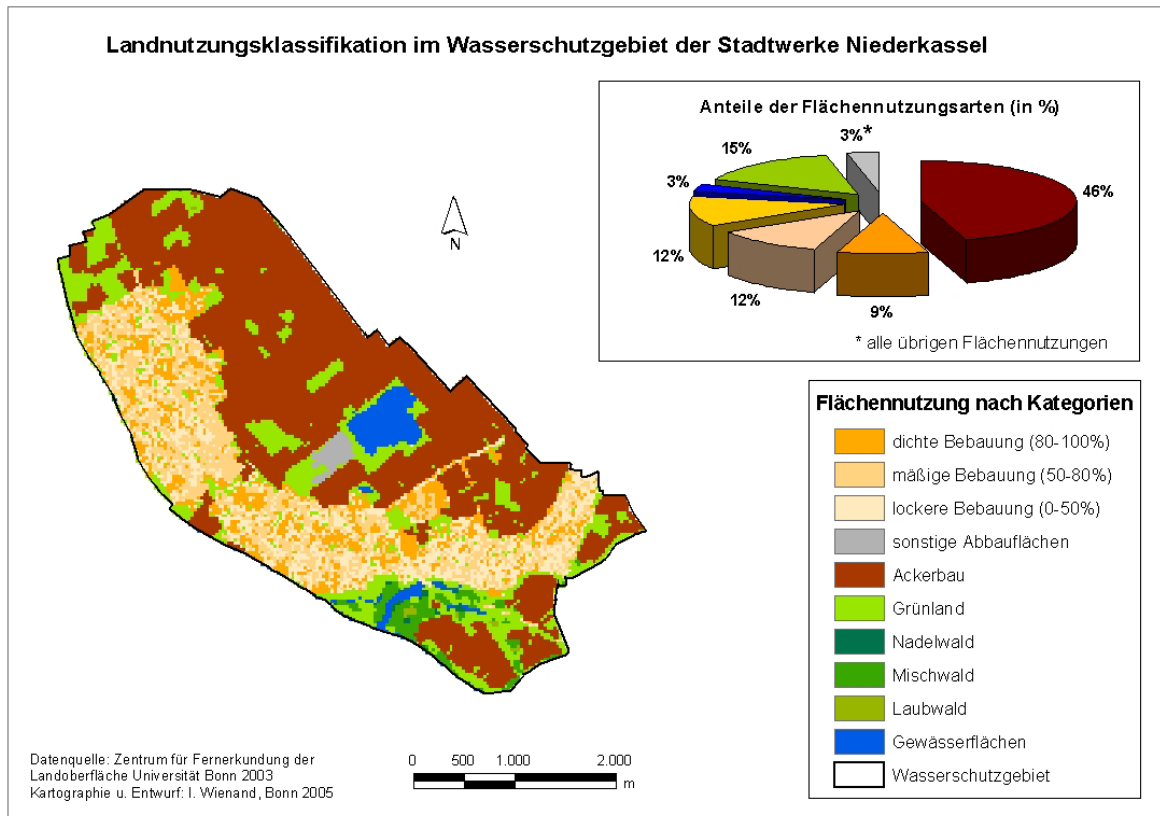 Landnutzungsklassifikation im Wasserschutzgebiet der Stadtwerke Niederkassel
Anteile der Flächennutzungsarten (in %)
3%*
15%
46%
3%
12%
12%
9%
* alle übrigen Flächennutzungen
N
Flächennutzung nach Kategorien
dichte Bebauung (80-100%)
mäßige Bebauung (50-80%)
lockere Bebauung (0-50%)
sonstige Abbauflächen
Ackerbau
Grünland
Nadelwald
Mischwald
Laubwald
Gewässerflächen
Wasserschutzgebiet
Datenquelle: Zentrum für Fernerkundung der
Landoberfläche Universität Bonn 2003
Kartographie u. Entwurf: I. Wienand, Bonn 2005
0 500 1.000 2.000
m